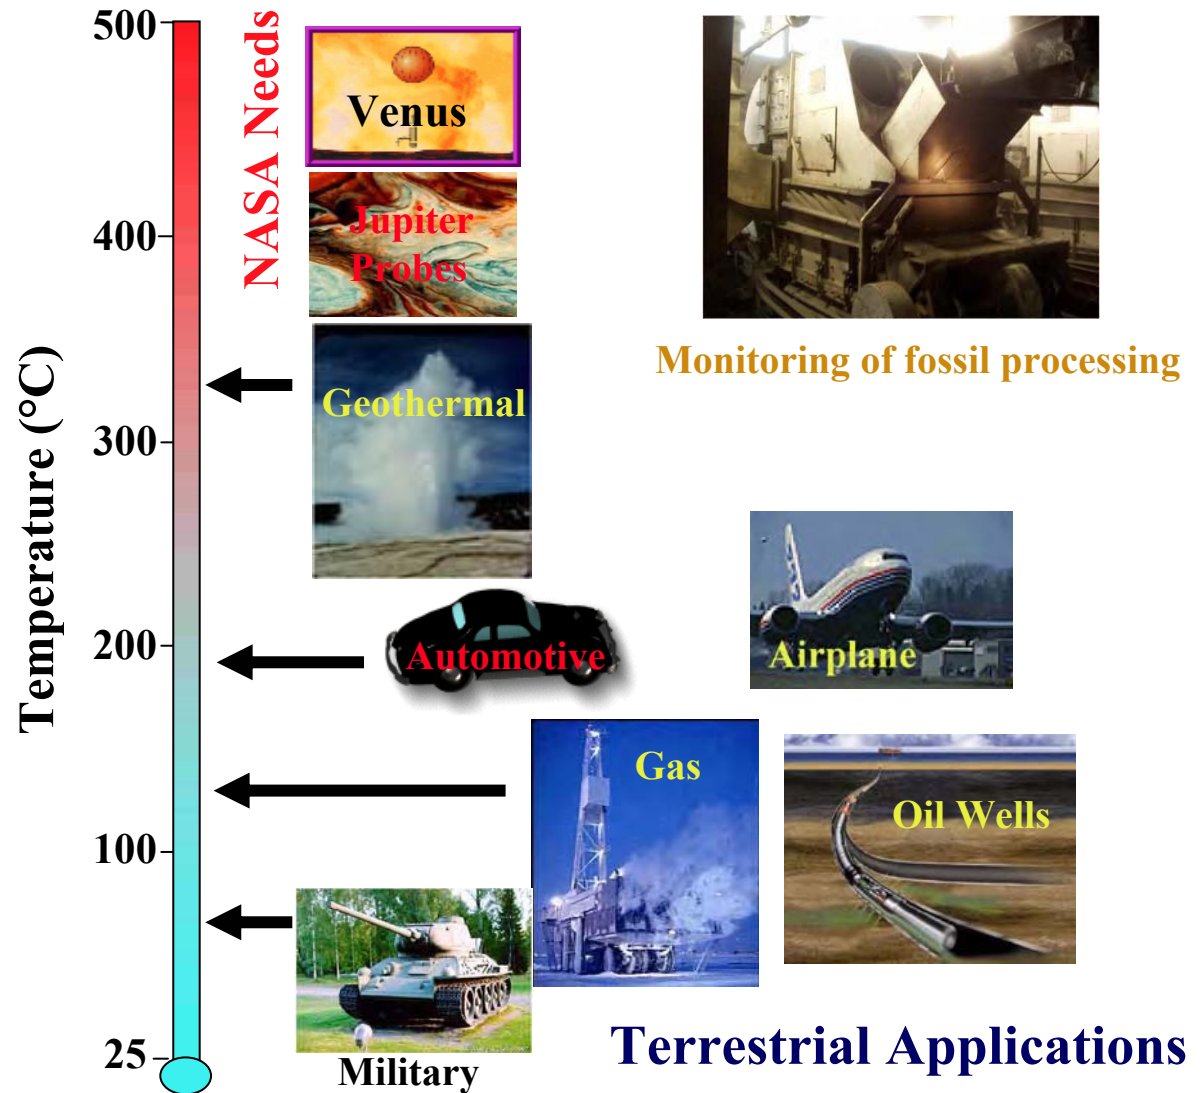 500
400
300
200
100
25
Temperature (°C)
NASA Needs
Venus
Jupiter
Probes
Monitoring of fossil processing
Geothermal
Automotive
Airplane
Gas
Oil Wells
Military
Terrestrial Applications